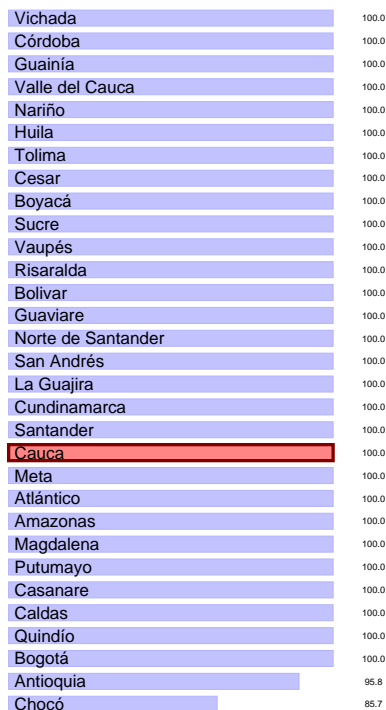 Vichada 100.0
Córdoba 100.0
Guainía 100.0
Valle del Cauca 100.0
Nariño 100.0
Huila 100.0
Tolima 100.0
Cesar 100.0
Boyacá 100.0
Sucre 100.0
Vaupés 100.0
Risaralda 100.0
Bolivar 100.0
Guaviare 100.0
Norte de Santander 100.0
San Andrés 100.0
La Guajira 100.0
Cundinamarca 100.0
Santander 100.0
Cauca 100.0
Meta 100.0
Atlántico 100.0
Amazonas 100.0
Magdalena 100.0
Putumayo 100.0
Casanare 100.0
Caldas 100.0
Quindío 100.0
Bogotá 100.0
Antioquia 95.8
Chocó 85.7